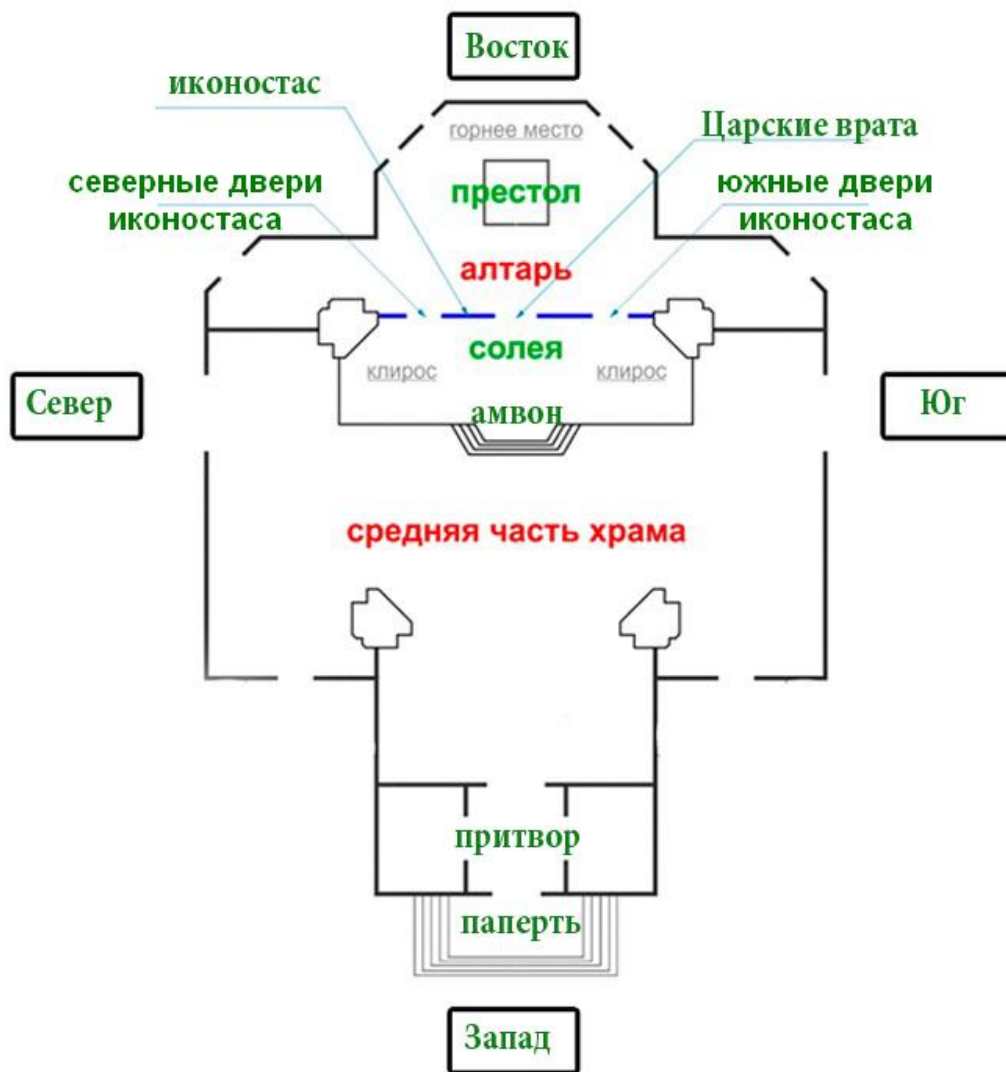 Восток
иконостас
горнее место
Царские врата
северные двери
иконостаса
престол
южные двери
иконостаса
алтарь
солея
клирос
клирос
Север
амвон
Юг
средняя часть храма
притвор
паперть
Запад